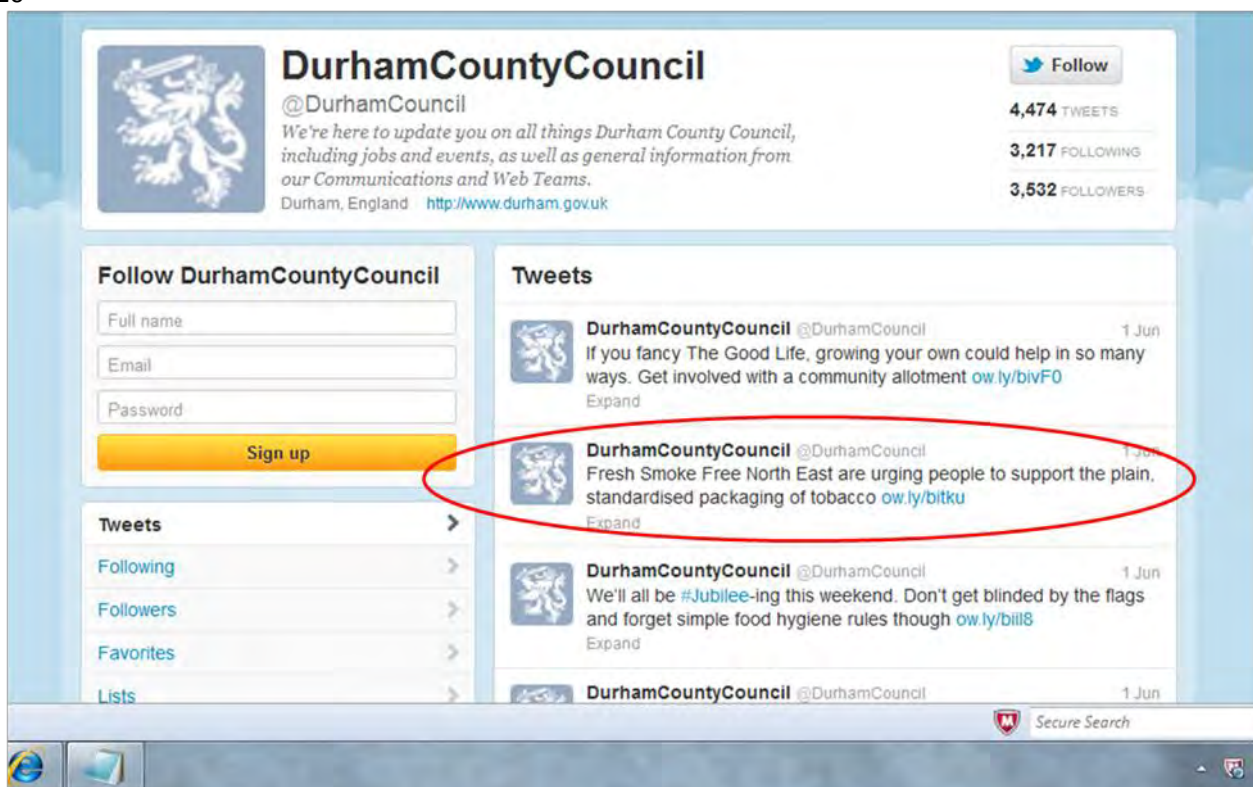 DurhamCountyCouncil
@DurhamCouncil
We're here to update you on all things Durham County Council,
including jobs and events, as well as general information from
our Communications and Web Teams.
Durham, England http://www.durham.gov.uk
Follow
4,474 TWEETS
3,217 FOLLOWING
3,532 FOLLOWERS
Follow DurhamCountyCouncil
Full name
Email
Password
Sign up
Tweets
Following
Followers
Favorites
Lists
Tweets
DurhamCountyCouncil @DurhamCouncil 1 Jun
If you fancy The Good Life, growing your own could help in so many
ways. Get involved with a community allotment ow.ly/bivF0
Expand
DurhamCountyCouncil @DurhamCouncil 1 Jun
Fresh Smoke Free North East are urging people to support the plain,
standardised packaging of tobacco ow.ly/bitku
Expand
DurhamCountyCouncil @DurhamCouncil 1 Jun
We'll all be #Jubilee-ing this weekend. Don't get blinded by the flags
and forget simple food hygiene rules though
Expand
DurhamCountyCouncil @DurhamCouncil 1 Jun
Secure Search